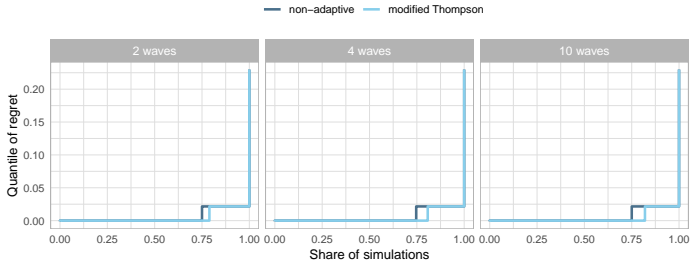 non−adaptive modified Thompson
2 waves 4 waves 10 waves
Quantile of regret
0.20
0.15
0.10
0.05
0.00
0.00 0.25 0.50 0.75 1.00 0.00 0.25 0.50 0.75 1.00 0.00 0.25 0.50 0.75 1.00
Share of simulations